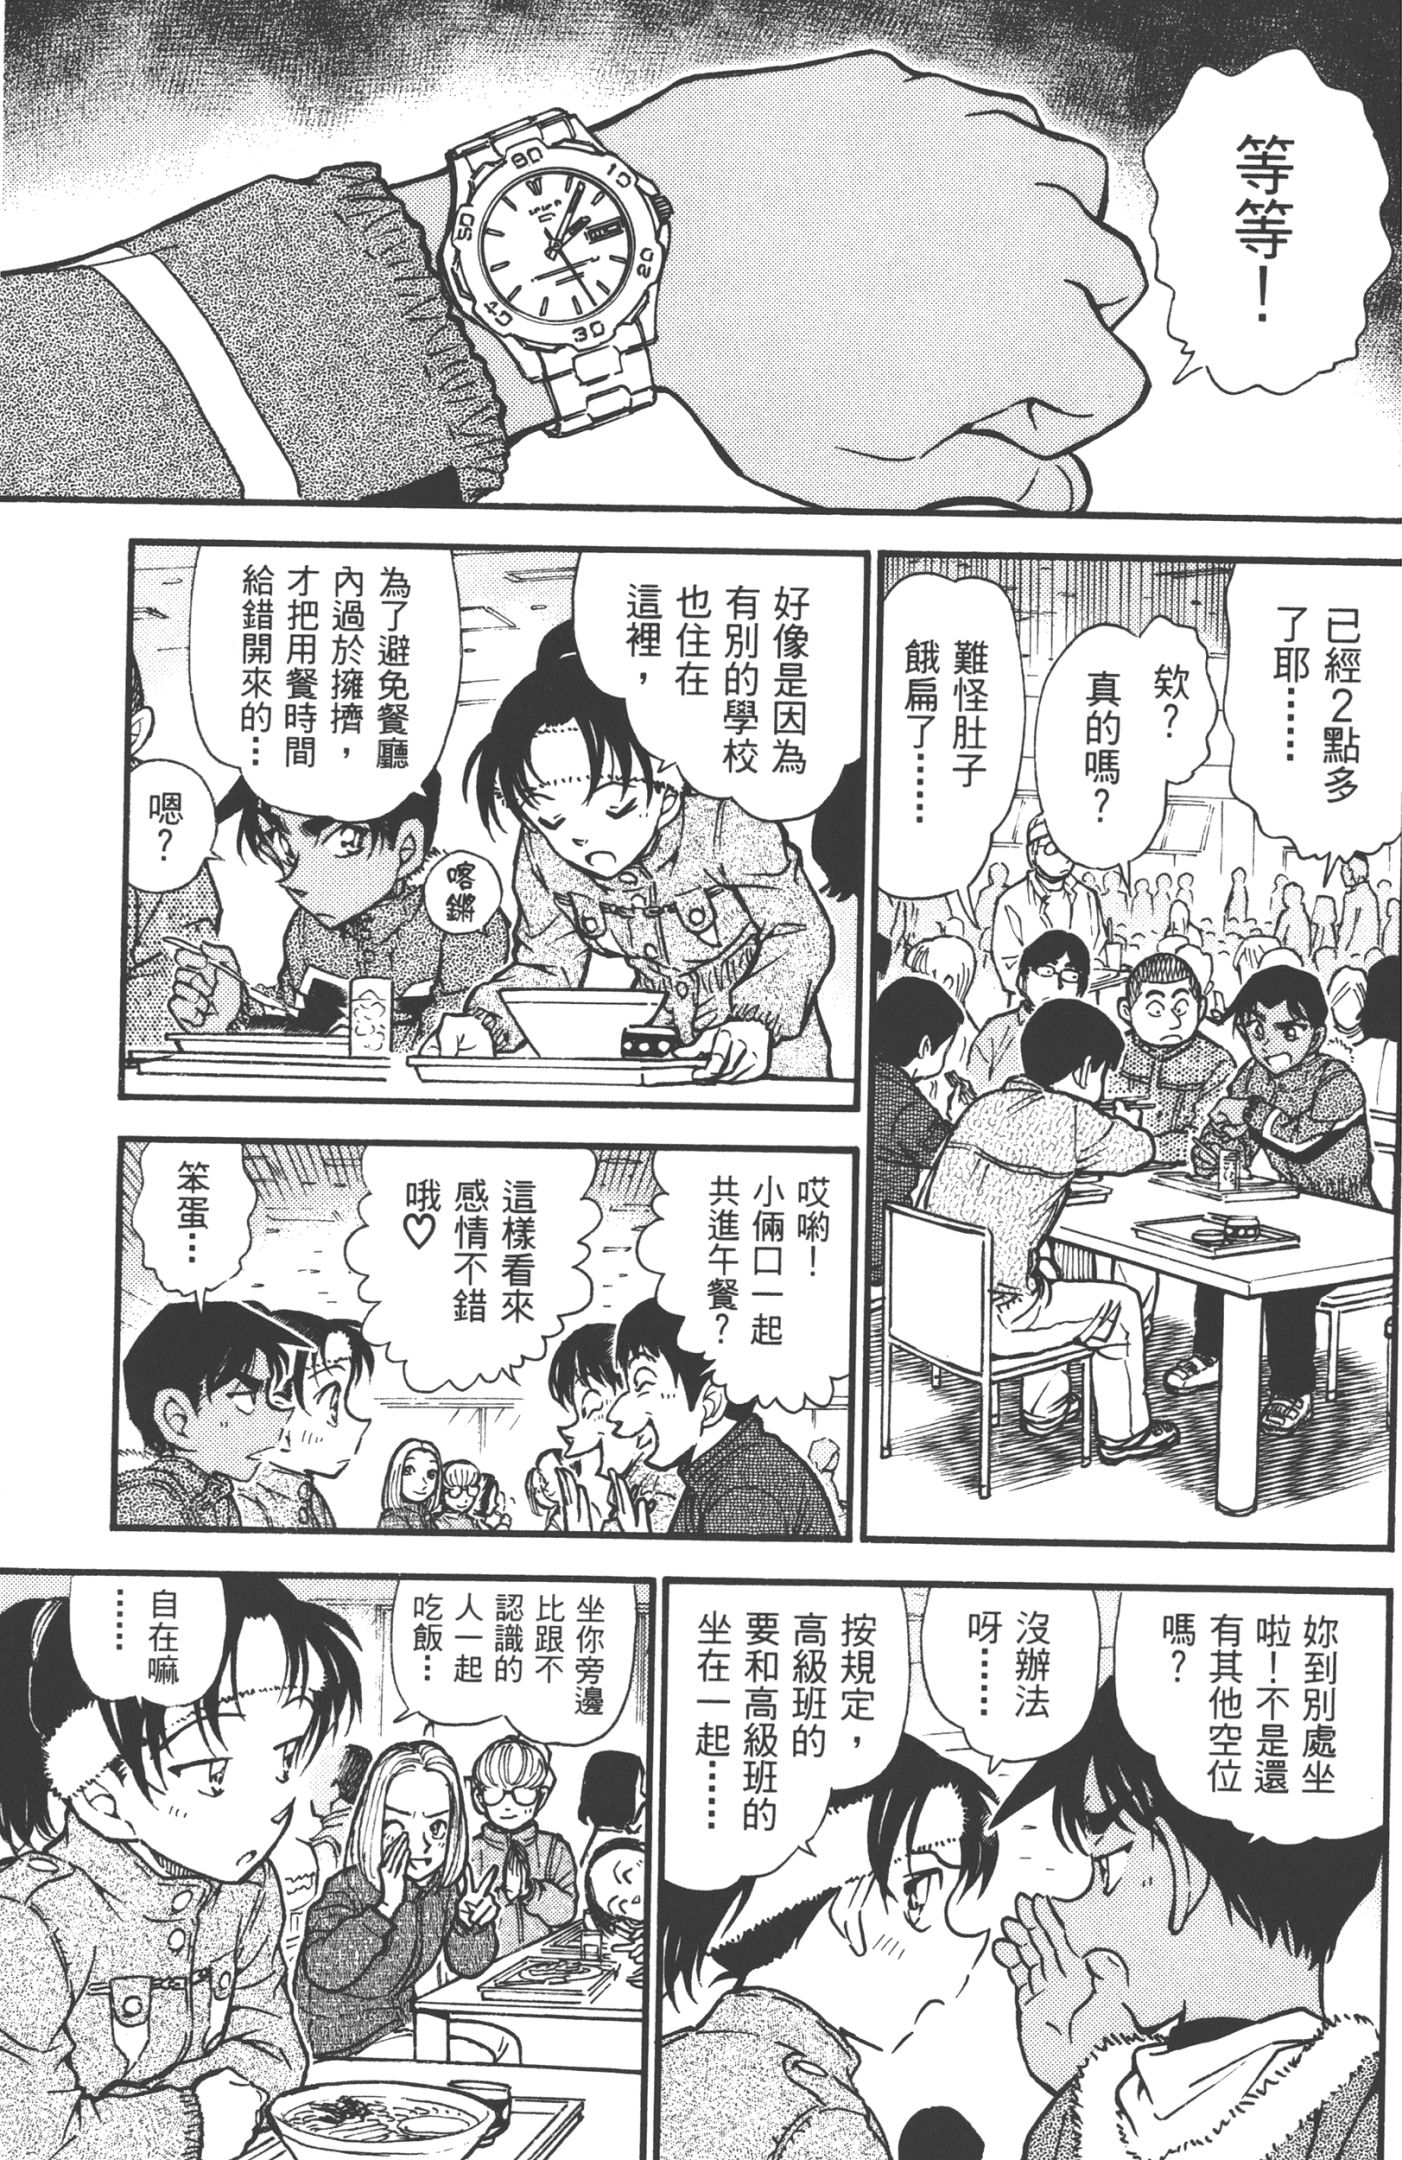 等等！
已經2點多
了耶……
欸？
真的嗎？
難怪肚子
餓扁了……
好像是因為
有別的學校
也住在
這裡，
為了避免餐廳
內過於擁擠，
才把用餐時間
給錯開來的…
喀鏘
嗯？
哎喲！
小倆口一起
共進午餐？
這樣看來
感情不錯
哦♡
笨蛋…
妳到別處坐
啦！不是還
有其他空位
嗎？
沒辦法
呀……
按規定，
高級班的
要和高級班的
坐在一起……
坐你旁邊
比跟不
認識的
人一起
吃飯…
自在嘛
……
60
10
20
30
40
50